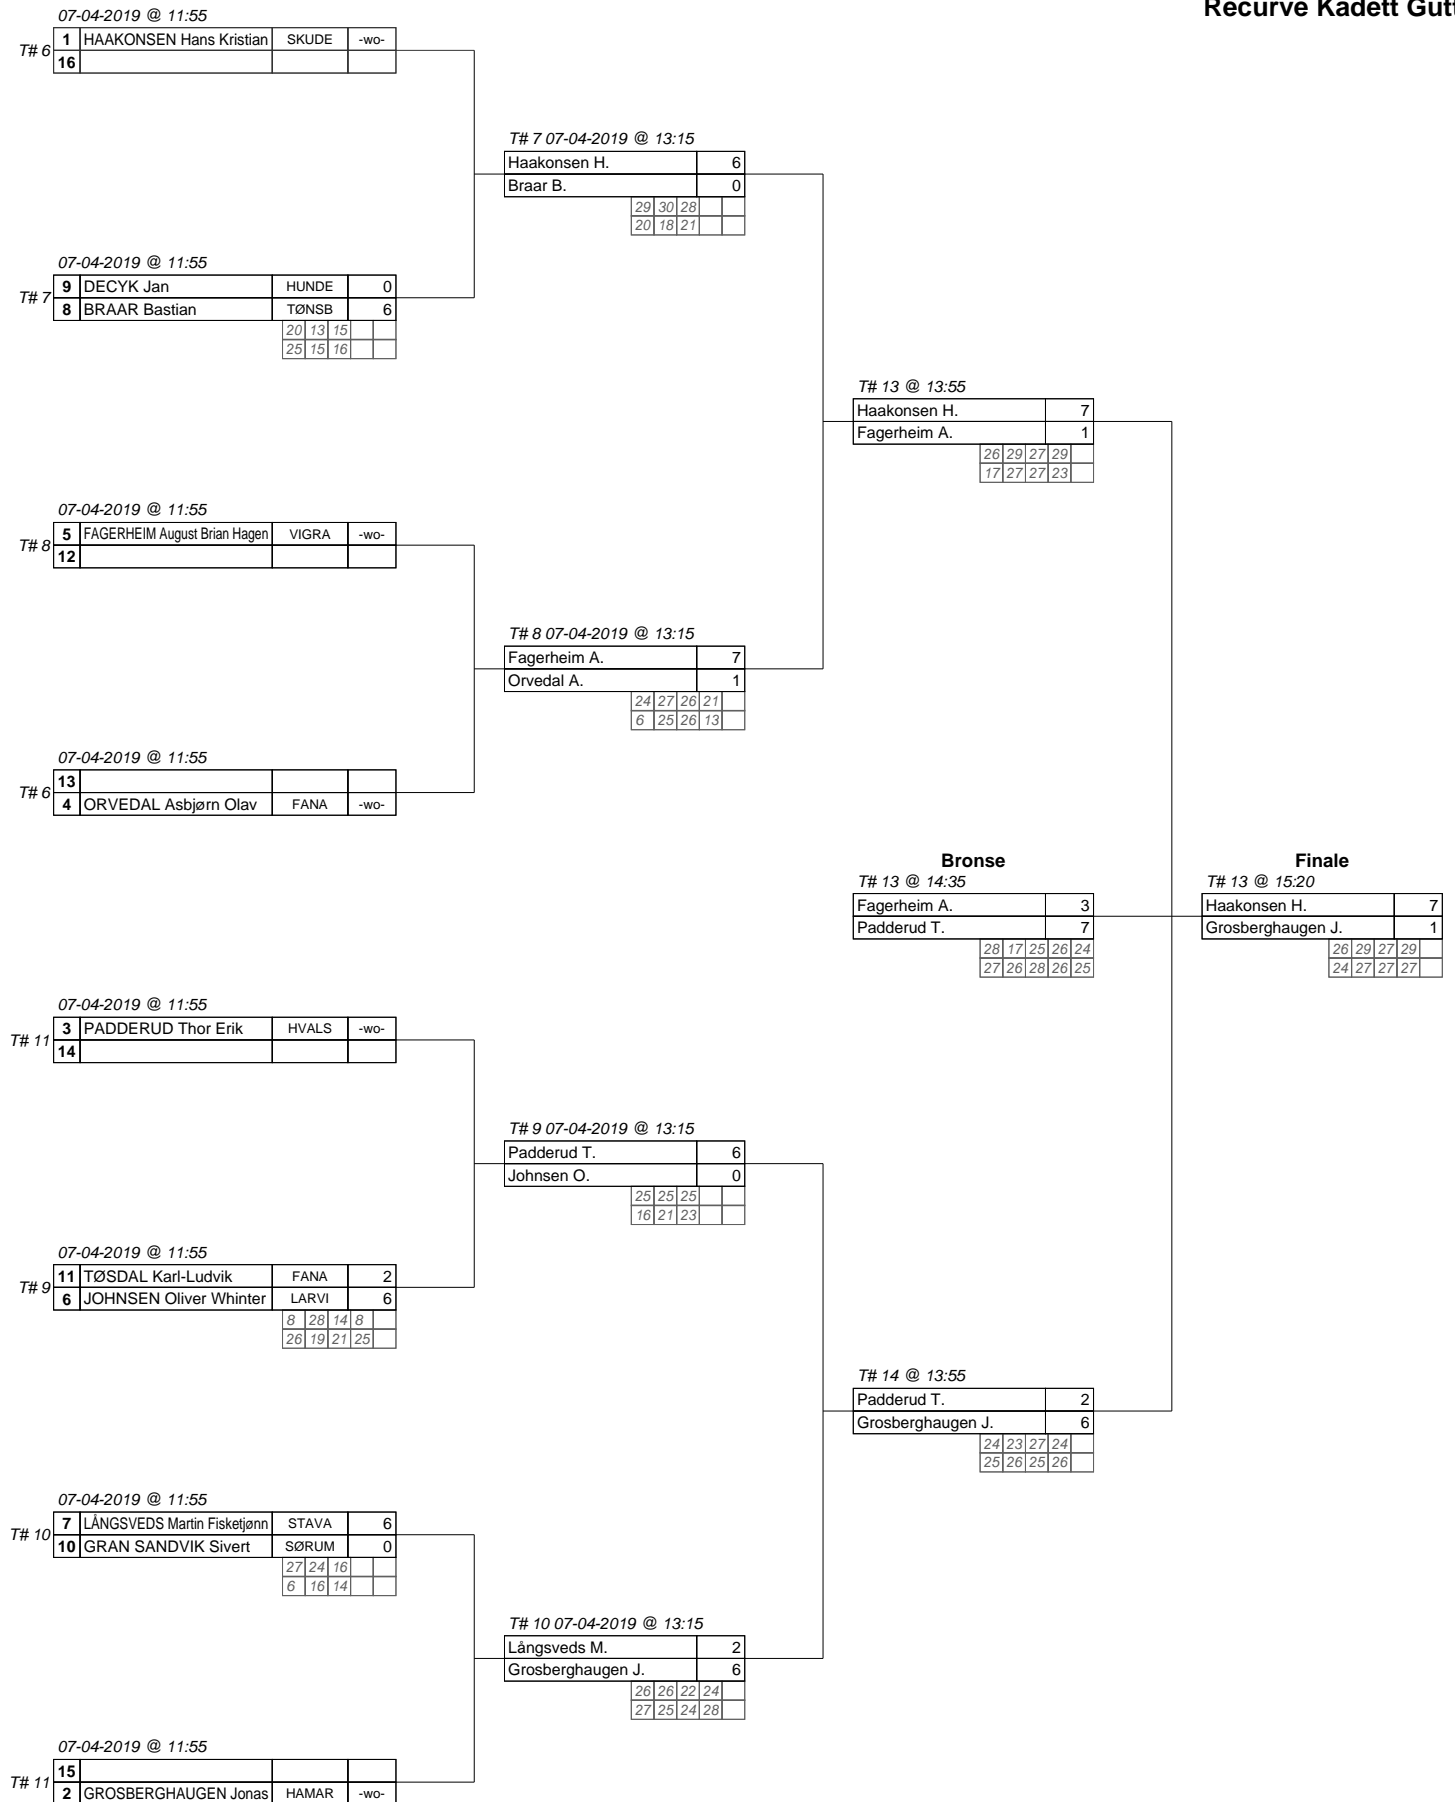 Recurve Kadett Gutt
07-04-2019 @ 11:55
T# 6
1 HAAKONSEN Hans Kristian SKUDE -wo-
16
T# 7 07-04-2019 @ 13:15
Haakonsen H. 6
Braar B. 0
29 30 28
20 18 21
07-04-2019 @ 11:55
T# 7
9 DECYK Jan HUNDE 0
8 BRAAR Bastian TØNSB 6
20 13 15
25 15 16
T# 13 @ 13:55
Haakonsen H. 7
Fagerheim A. 1
26 29 27 29
17 27 27 23
07-04-2019 @ 11:55
T# 8
5 FAGERHEIM August Brian Hagen VIGRA -wo-
12
T# 8 07-04-2019 @ 13:15
Fagerheim A. 7
Orvedal A. 1
24 27 26 21
6 25 26 13
07-04-2019 @ 11:55
T# 6
13
4 ORVEDAL Asbjørn Olav FANA -wo-
Bronse
T# 13 @ 14:35
Fagerheim A. 3
Padderud T. 7
28 17 25 26 24
27 26 28 26 25
Finale
T# 13 @ 15:20
Haakonsen H. 7
Grosberghaugen J. 1
26 29 27 29
24 27 27 27
07-04-2019 @ 11:55
T# 11
3 PADDERUD Thor Erik HVALS -wo-
14
T# 9 07-04-2019 @ 13:15
Padderud T. 6
Johnsen O. 0
25 25 25
16 21 23
07-04-2019 @ 11:55
T# 9
11 TØSDAL Karl-Ludvik FANA 2
6 JOHNSEN Oliver Whinter LARVI 6
8 28 14 8
26 19 21 25
T# 14 @ 13:55
Padderud T. 2
Grosberghaugen J. 6
24 23 27 24
25 26 25 26
07-04-2019 @ 11:55
T# 10
7 LÅNGSVEDS Martin Fisketjønn STAVA 6
10 GRAN SANDVIK Sivert SØRUM 0
27 24 16
6 16 14
T# 10 07-04-2019 @ 13:15
Långsveds M. 2
Grosberghaugen J. 6
26 26 22 24
27 25 24 28
07-04-2019 @ 11:55
T# 11
15
2 GROSBERGHAUGEN Jonas HAMAR -wo-